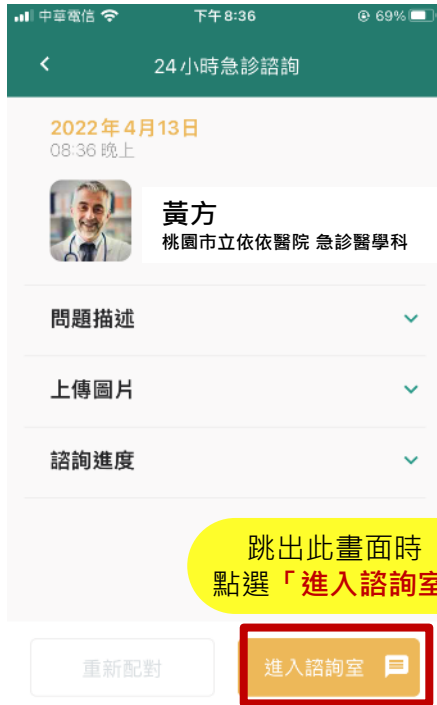 中華電信 下午8:36 69%
24小時急診諮詢
2022年4月13日
08:36 晚上
黃方
桃園市立依依醫院 急診醫學科
問題描述
上傳圖片
諮詢進度
跳出此畫面時
點選「進入諮詢室
重新配對
進入諮詢室